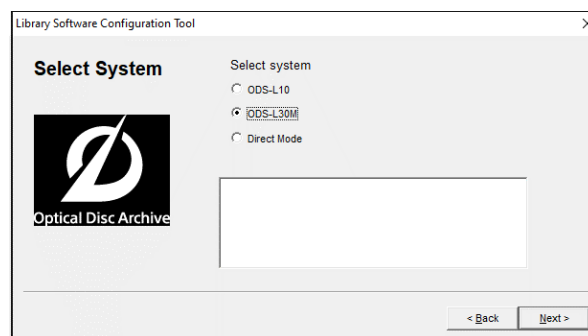 Library Software Configuration Tool
Select System
Select system
ODS-L10
ODS-L30M
Direct Mode
Optical Disc Archive
< Back
Next >